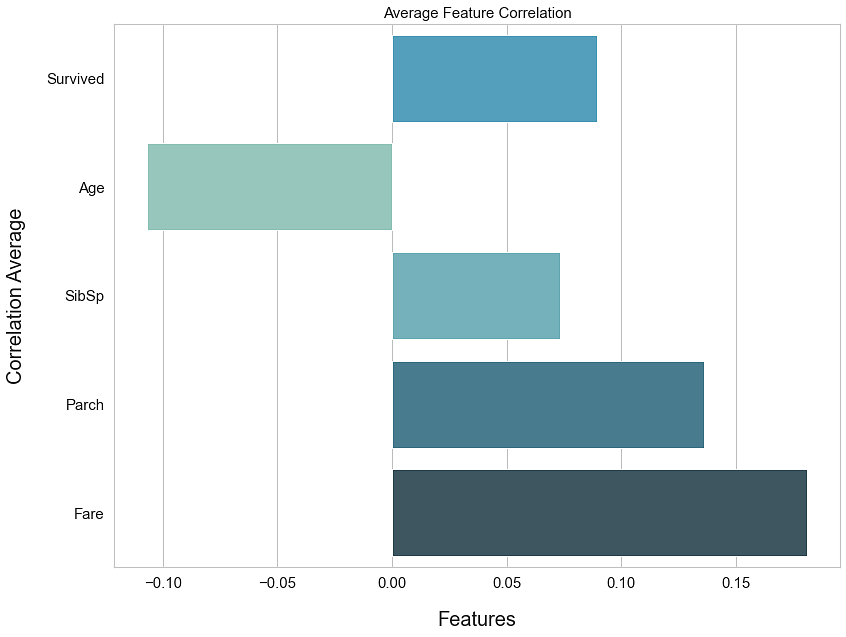 Average Feature Correlation
Survived
Age
SibSp
Parch
Fare
Correlation Average
−0.10 −0.05 0.00 0.05 0.10 0.15
Features